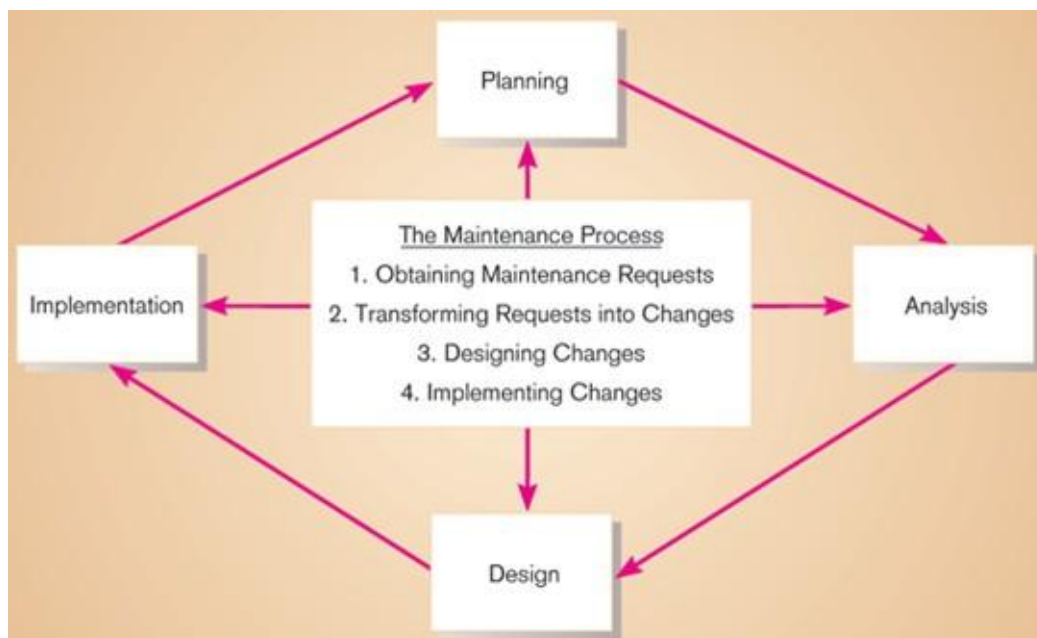 Planning
The Maintenance Process
1. Obtaining Maintenance Requests
2. Transforming Requests into Changes
3. Designing Changes
4. Implementing Changes
Implementation
Analysis
Design